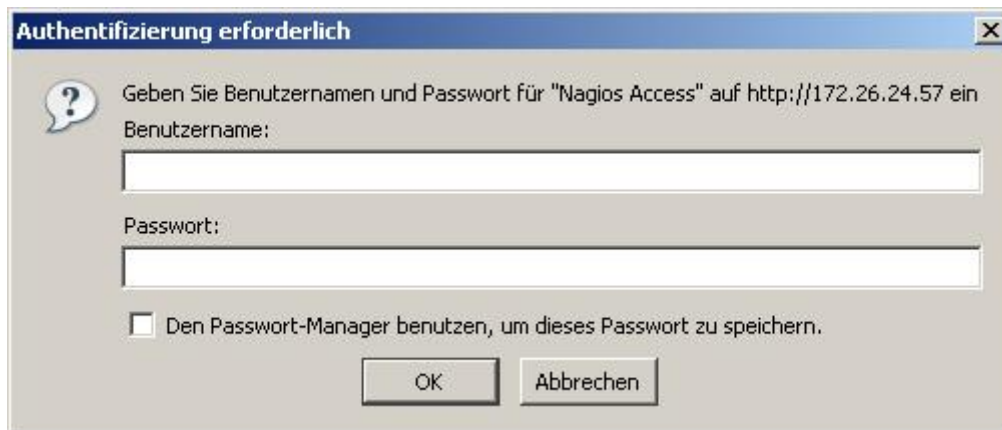 Authentifizierung erforderlich
Geben Sie Benutzernamen und Passwort für "Nagios Access" auf http://172.26.24.57 ein
Benutzername:
Passwort:
Den Passwort-Manager benutzen, um dieses Passwort zu speichern.
OK
Abbrechen